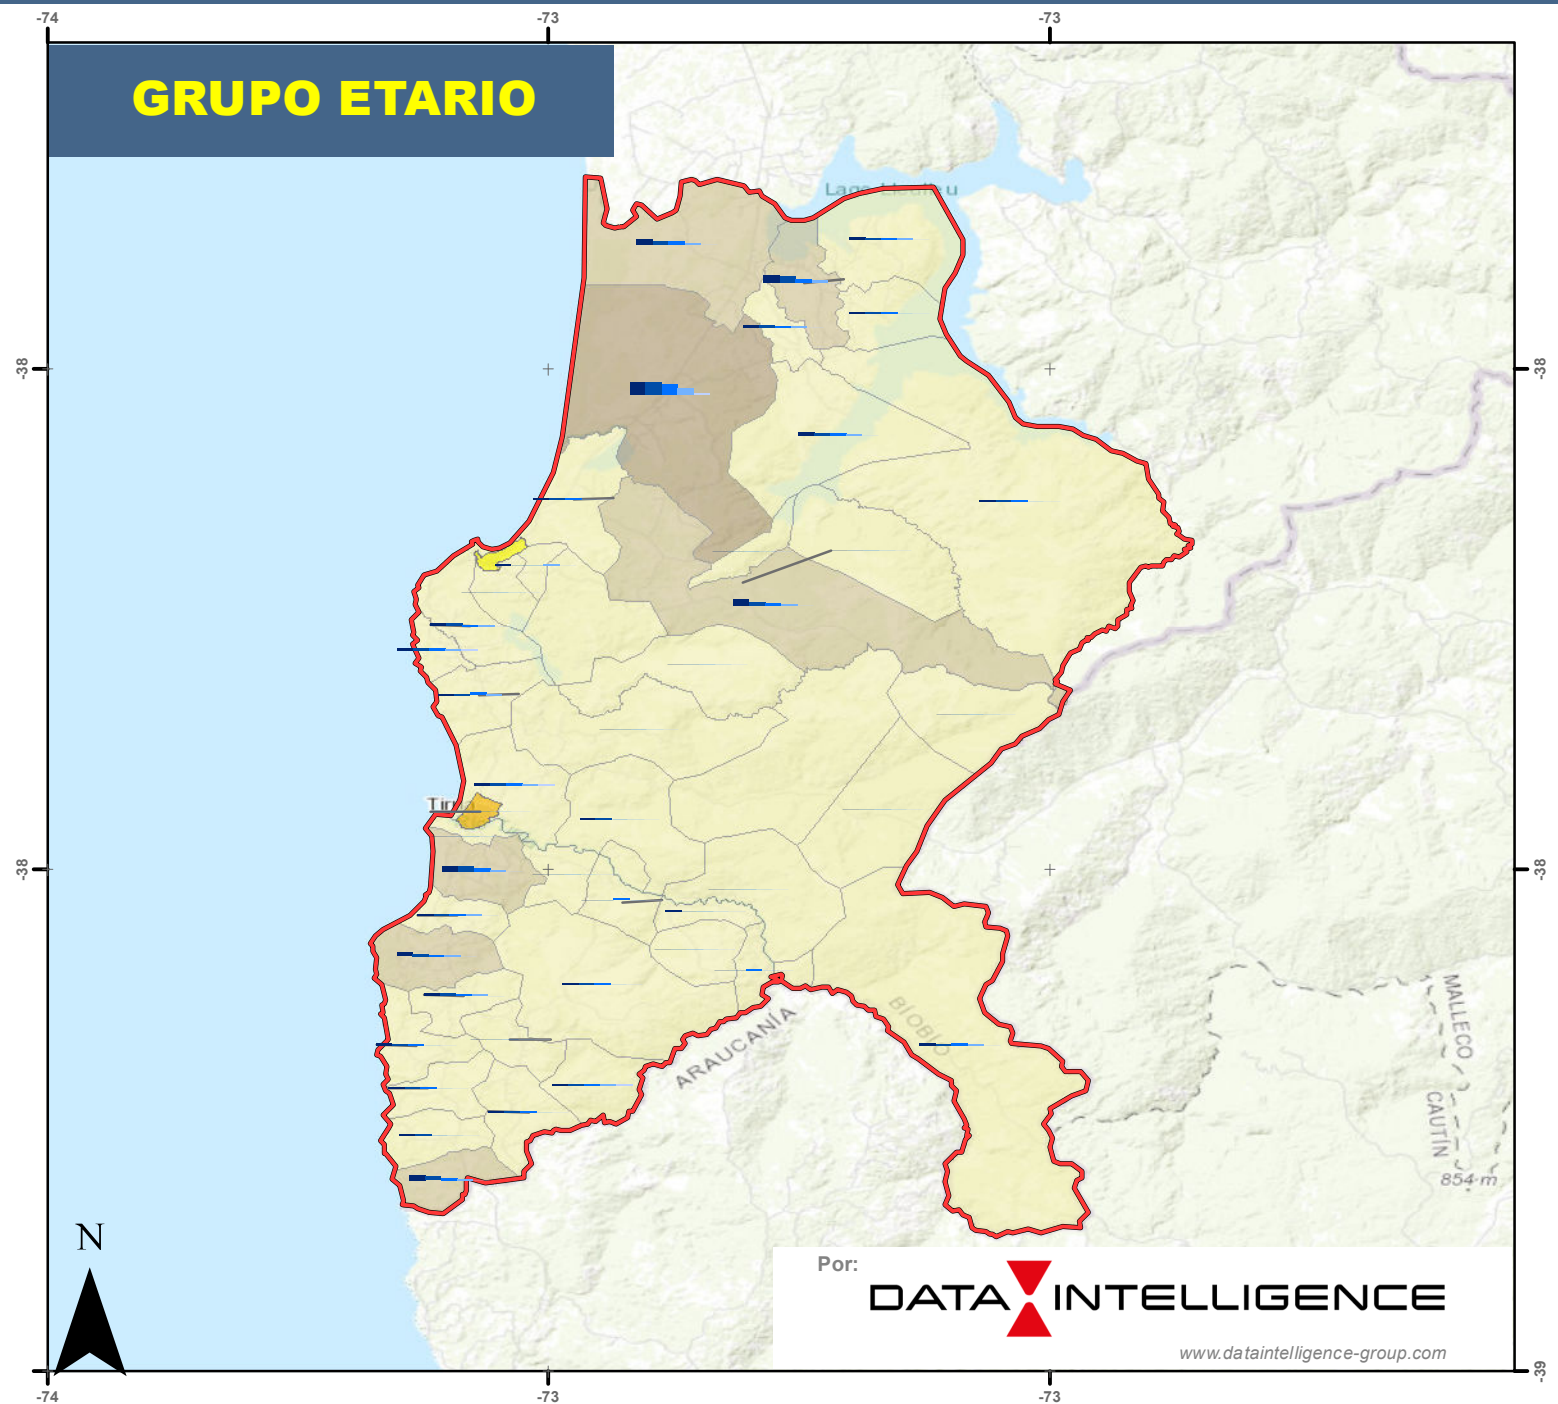 -74 -73 -73
GRUPO ETARIO
-38 -38
-38 -38
-39
MALLECO
CAUTÍN
854 m
BÍOBÍO
ARAUCANÍA
N
Por:
DATA INTELLIGENCE
www.dataintelligence-group.com
-74 -73 -73